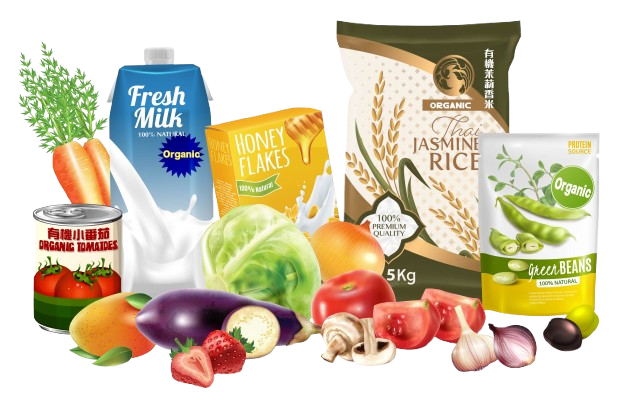 Fresh
Milk
100% NATURAL
Organic
HONEY
FLAKES
100% Natural
有機小番茄
ORGANIC TOMATOES
有機茉莉香米
ORGANIC
Thai
JASMINE
RICE
100%
PREMIUM
QUALITY
5Kg
PROTEIN
SOURCE
Organic
green BEANS
100% NATURAL